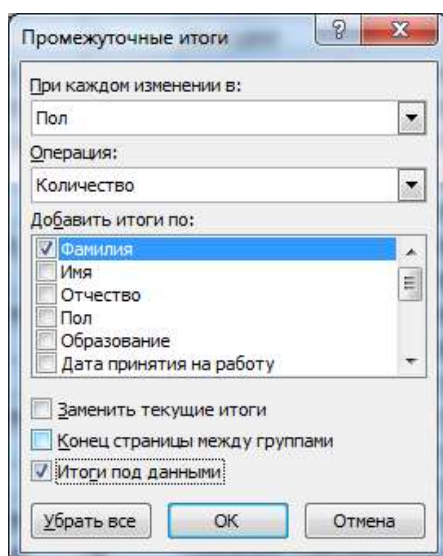 Промежуточные итоги
При каждом изменении в:
Пол
Операция:
Количество
Добавить итоги по:
Фамилия
Имя
Отчество
Пол
Образование
Дата принятия на работу
Заменить текущие итоги
Конец страницы между группами
Итоги под данными
Убрать все ОК Отмена